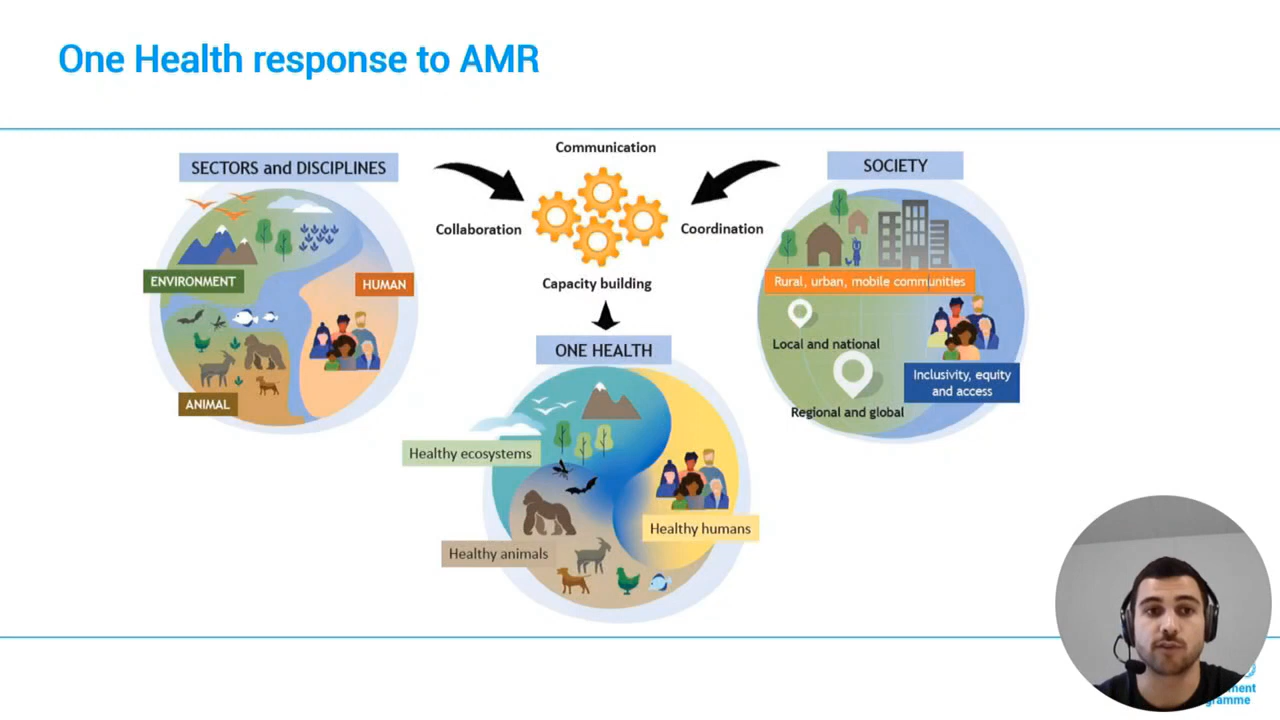 One Health response to AMR
SECTORS and DISCIPLINES
Communication
SOCIETY
Collaboration
Coordination
ENVIRONMENT
HUMAN
Capacity building
Rural, urban, mobile communities
Local and national
ONE HEALTH
Inclusivity, equity
and access
ANIMAL
Regional and global
Healthy ecosystems
Healthy humans
Healthy animals